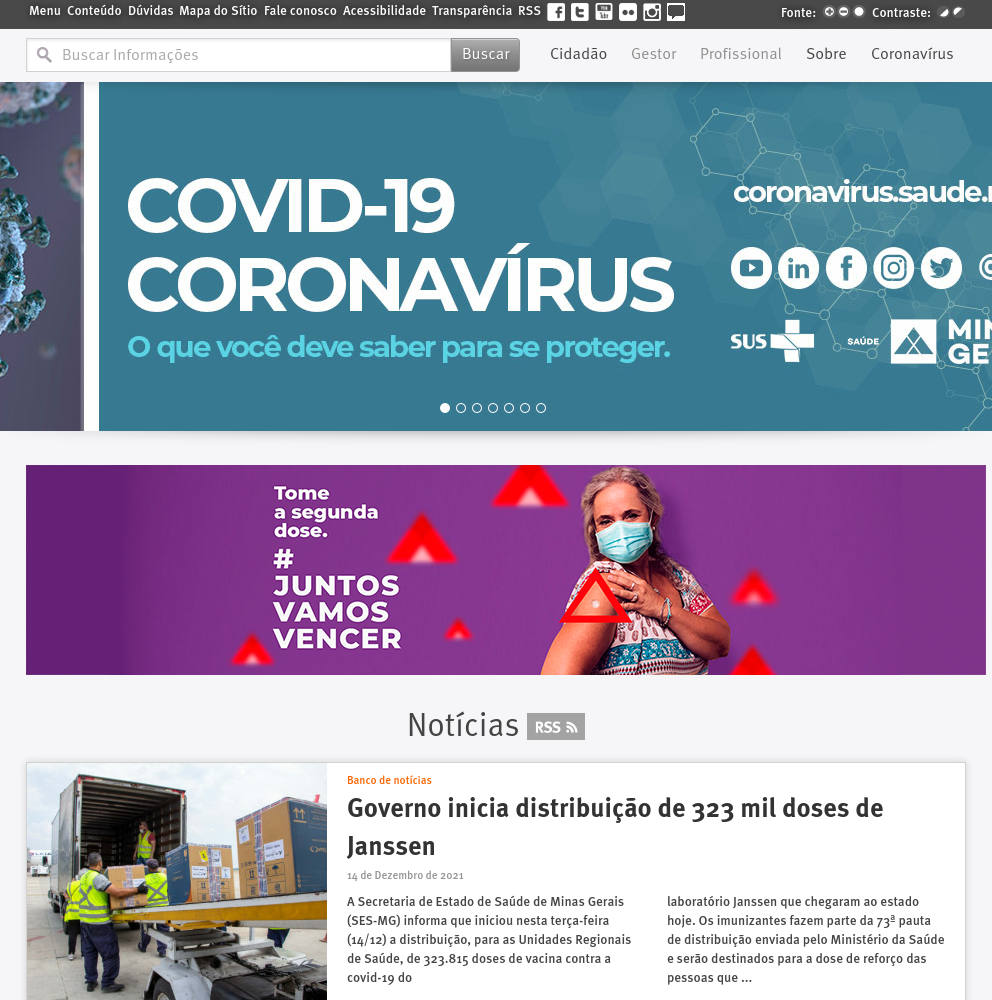 Menu Conteúdo Dúvidas Mapa do Sítio Fale conosco Acessibilidade Transparência RSS
Fonte: Contraste:
Buscar Informações Buscar Cidadão Gestor Profissional Sobre Coronavírus
COVID-19
CORONAVÍRUS
O que você deve saber para se proteger.
coronavirus.saude.
SUS SAÚDE MIN
GE
Tome
a segunda
dose.
#
JUNTOS
VAMOS
VENCER
Notícias RSS
Banco de notícias
Governo inicia distribuição de 323 mil doses de
Janssen
14 de Dezembro de 2021
A Secretaria de Estado de Saúde de Minas Gerais
(SES-MG) informa que iniciou nesta terça-feira
(14/12) a distribuição, para as Unidades Regionais
de Saúde, de 323.815 doses de vacina contra a
covid-19 do
laboratório Janssen que chegaram ao estado
hoje. Os imunizantes fazem parte da 73ª pauta
de distribuição enviada pelo Ministério da Saúde
e serão destinados para a dose de reforço das
pessoas que ...